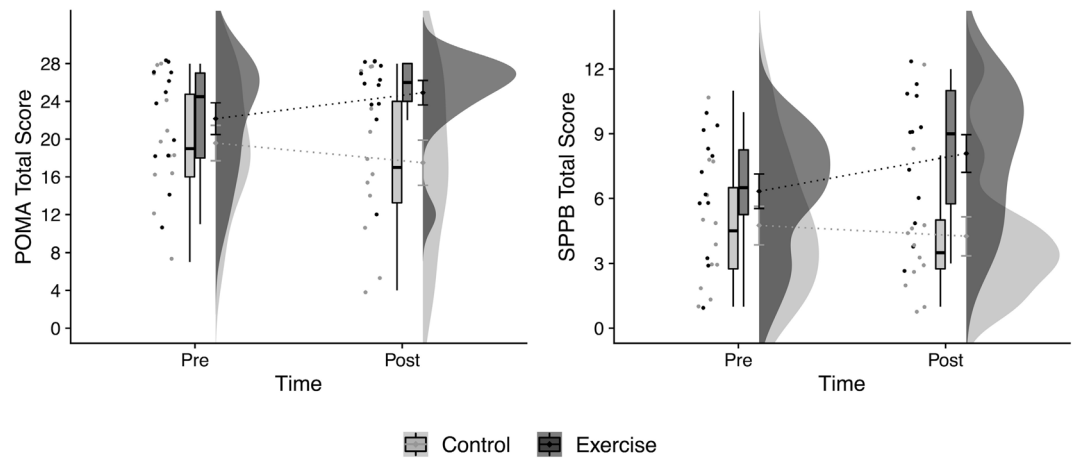 POMA Total Score
28
24
20
16
12
8
4
0
Pre
Post
Time
SPPB Total Score
12
9
6
3
0
Pre
Post
Time
Control
Exercise